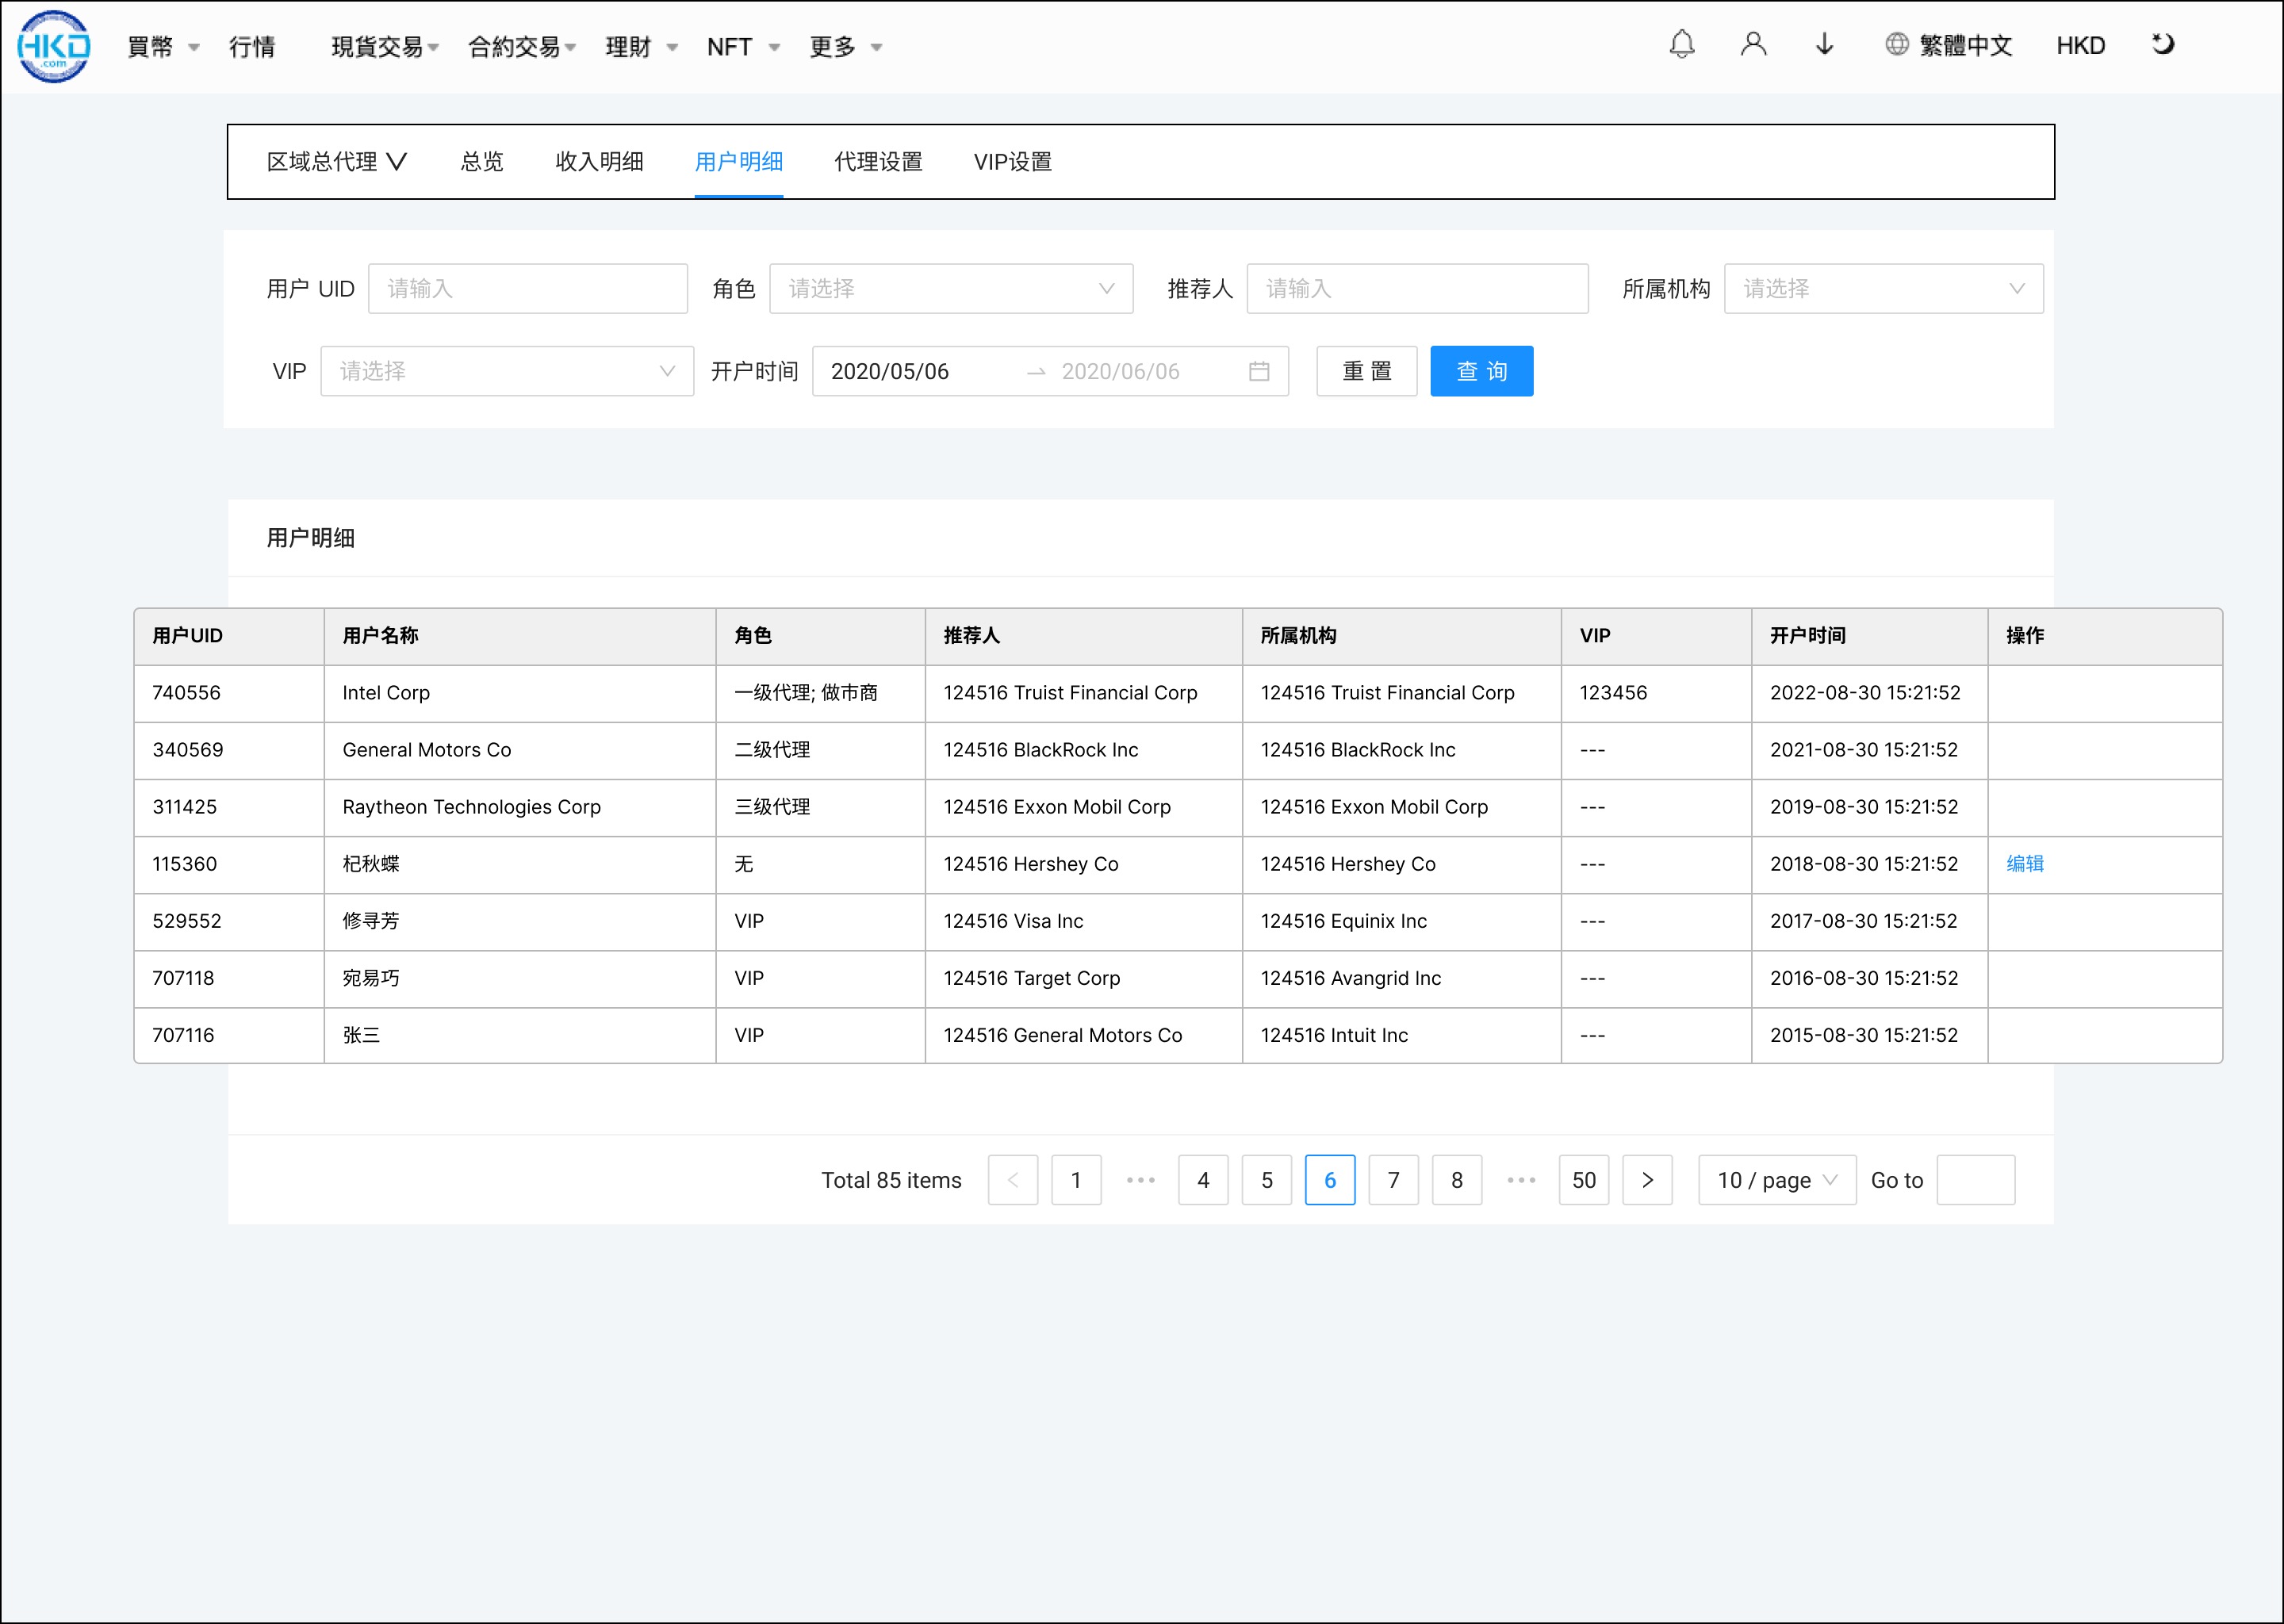 HKD
.com
買幣 行情 現貨交易 合約交易 理財 NFT 更多 繁體中文 HKD
区域总代理 总览 收入明细 用户明细 代理设置 VIP设置
用户 UID 请输入 角色 请选择 推荐人 请输入 所属机构 请选择
VIP 请选择 开户时间 2020/05/06 2020/06/06 重 置 查 询
用户明细
用户UID 用户名称 角色 推荐人 所属机构 VIP 开户时间 操作
740556 Intel Corp 一级代理; 做市商 124516 Truist Financial Corp 124516 Truist Financial Corp 123456 2022-08-30 15:21:52
340569 General Motors Co 二级代理 124516 BlackRock Inc 124516 BlackRock Inc --- 2021-08-30 15:21:52
311425 Raytheon Technologies Corp 三级代理 124516 Exxon Mobil Corp 124516 Exxon Mobil Corp --- 2019-08-30 15:21:52
115360 杞秋蝶 无 124516 Hershey Co 124516 Hershey Co --- 2018-08-30 15:21:52 编辑
529552 修寻芳 VIP 124516 Visa Inc 124516 Equinix Inc --- 2017-08-30 15:21:52
707118 宛易巧 VIP 124516 Target Corp 124516 Avangrid Inc --- 2016-08-30 15:21:52
707116 张三 VIP 124516 General Motors Co 124516 Intuit Inc --- 2015-08-30 15:21:52
Total 85 items < 1 ••• 4 5 6 7 8 ••• 50 > 10 / page Go to